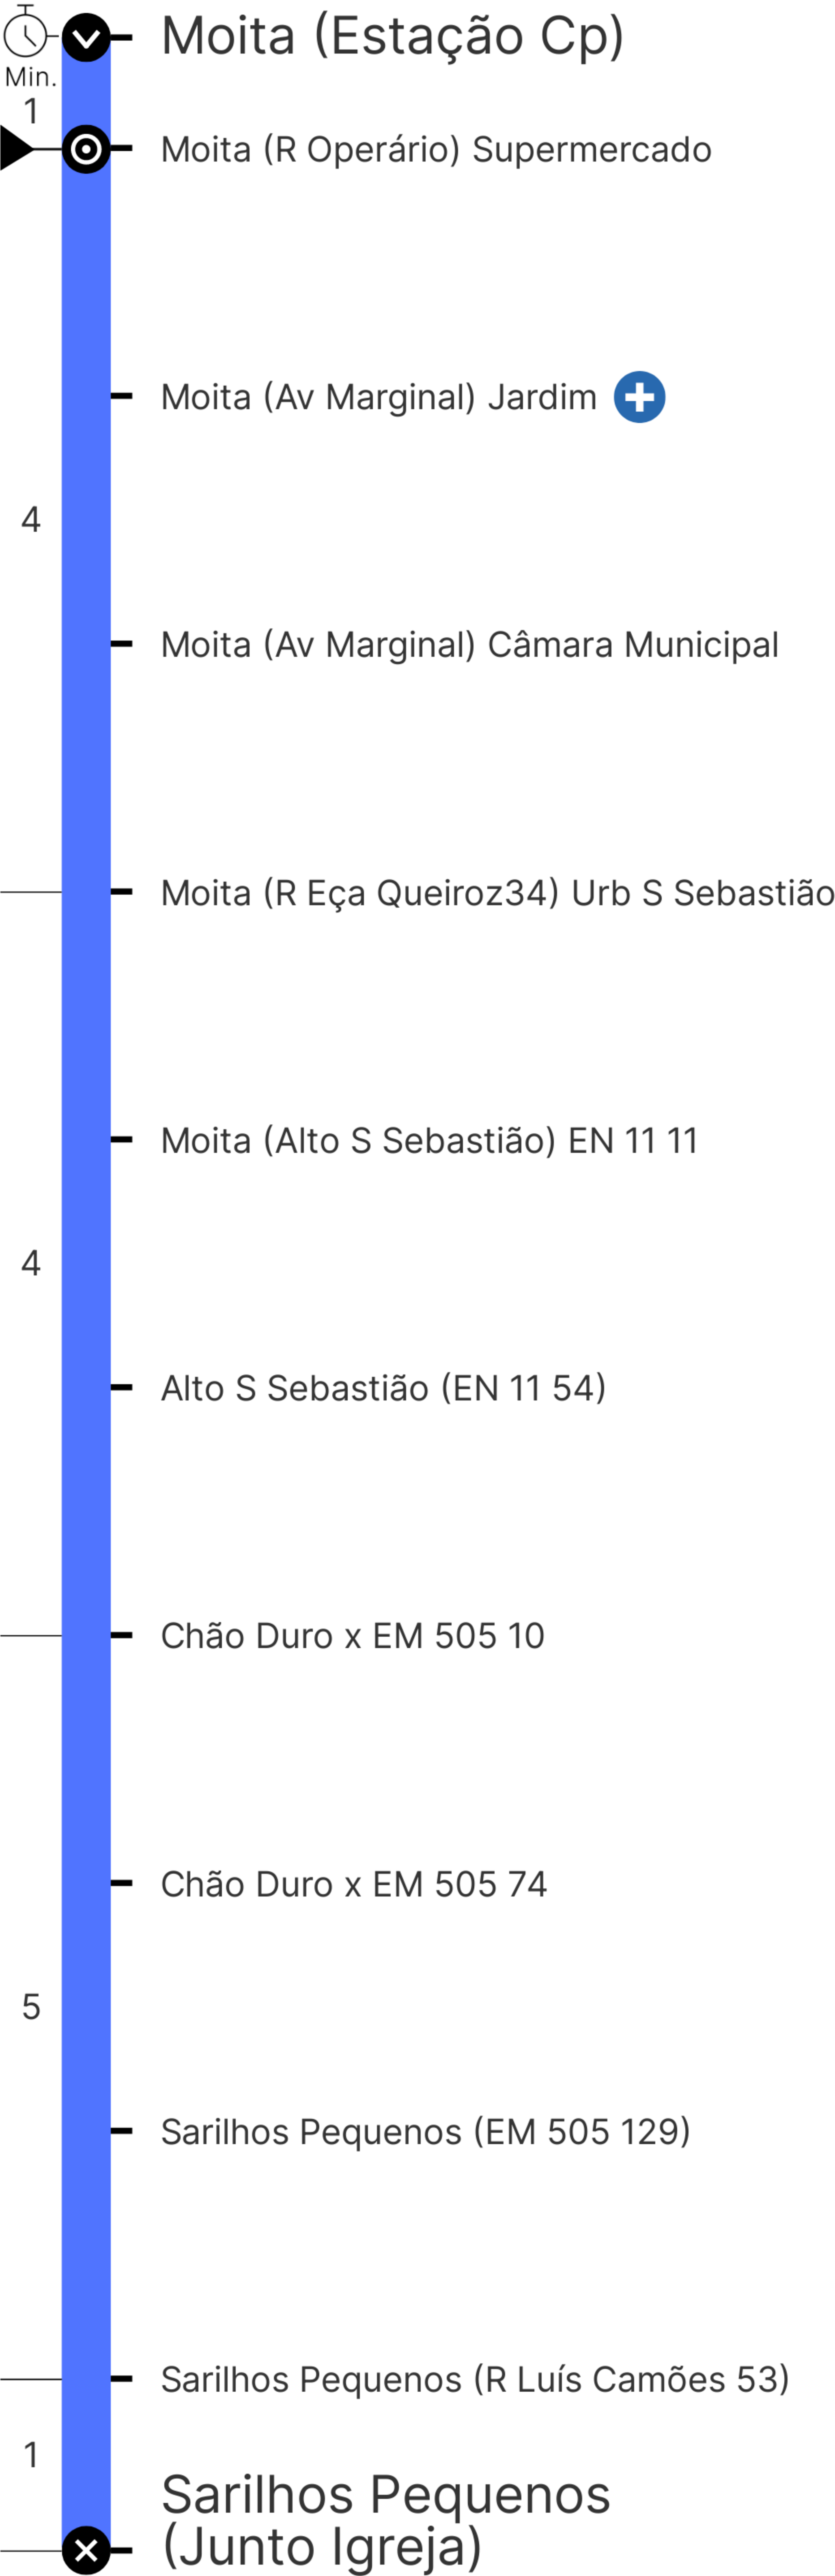 Moita (Estação Cp)
Min.
1
Moita (R Operário) Supermercado
Moita (Av Marginal) Jardim
4
Moita (Av Marginal) Câmara Municipal
Moita (R Eça Queiroz34) Urb S Sebastião
Moita (Alto S Sebastião) EN 11 11
4
Alto S Sebastião (EN 11 54)
Chão Duro x EM 505 10
Chão Duro x EM 505 74
5
Sarilhos Pequenos (EM 505 129)
Sarilhos Pequenos (R Luís Camões 53)
1
Sarilhos Pequenos
(Junto Igreja)